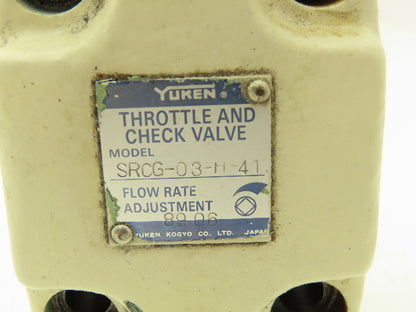 YUKEN ®
THROTTLE AND
CHECK VALVE
MODEL
SRCG-03-H-41
FLOW RATE
ADJUSTMENT
89.06
YUKEN KOGYO CO., LTD. JAPAN